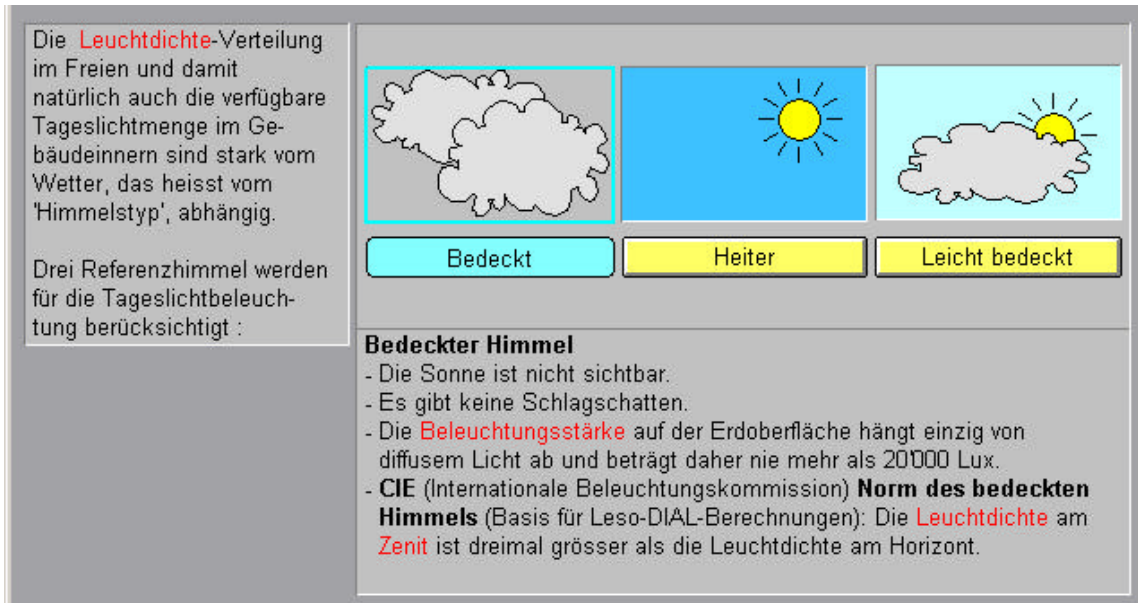 Die Leuchtdichte-Verteilung
im Freien und damit
natürlich auch die verfügbare
Tageslichtmenge im Ge-
bäudeinnern sind stark vom
Wetter, das heisst vom
'Himmelstyp', abhängig.
Drei Referenzhimmel werden
für die Tageslichtbeleuch-
tung berücksichtigt :
Bedeckt
Heiter
Leicht bedeckt
Bedeckter Himmel
- Die Sonne ist nicht sichtbar.
- Es gibt keine Schlagschatten.
- Die Beleuchtungsstärke auf der Erdoberfläche hängt einzig von
diffusem Licht ab und beträgt daher nie mehr als 20'000 Lux.
- CIE (Internationale Beleuchtungskommission) Norm des bedeckten
Himmels (Basis für Leso-DIAL-Berechnungen): Die Leuchtdichte am
Zenit ist dreimal grösser als die Leuchtdichte am Horizont.